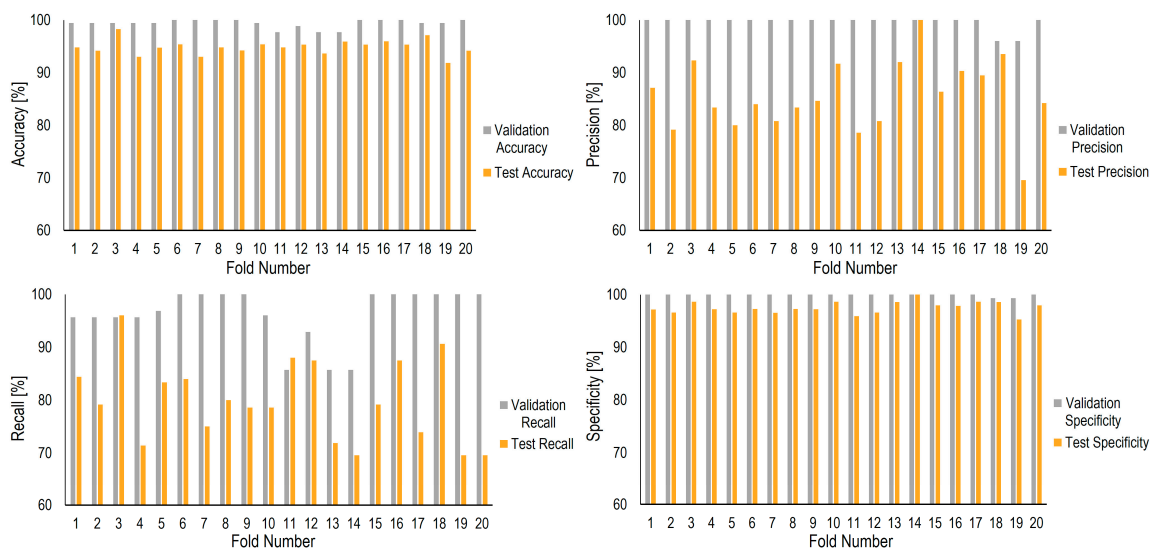 100
90
80
70
60
Accuracy [%]
1 2 3 4 5 6 7 8 9 10 11 12 13 14 15 16 17 18 19 20
Fold Number
Validation
Accuracy
Test Accuracy
100
90
80
70
60
Precision [%]
1 2 3 4 5 6 7 8 9 10 11 12 13 14 15 16 17 18 19 20
Fold Number
Validation
Precision
Test Precision
100
90
80
70
60
Recall [%]
1 2 3 4 5 6 7 8 9 10 11 12 13 14 15 16 17 18 19 20
Fold Number
Validation
Recall
Test Recall
100
90
80
70
60
Specificity [%]
1 2 3 4 5 6 7 8 9 10 11 12 13 14 15 16 17 18 19 20
Fold Number
Validation
Specificity
Test Specificity